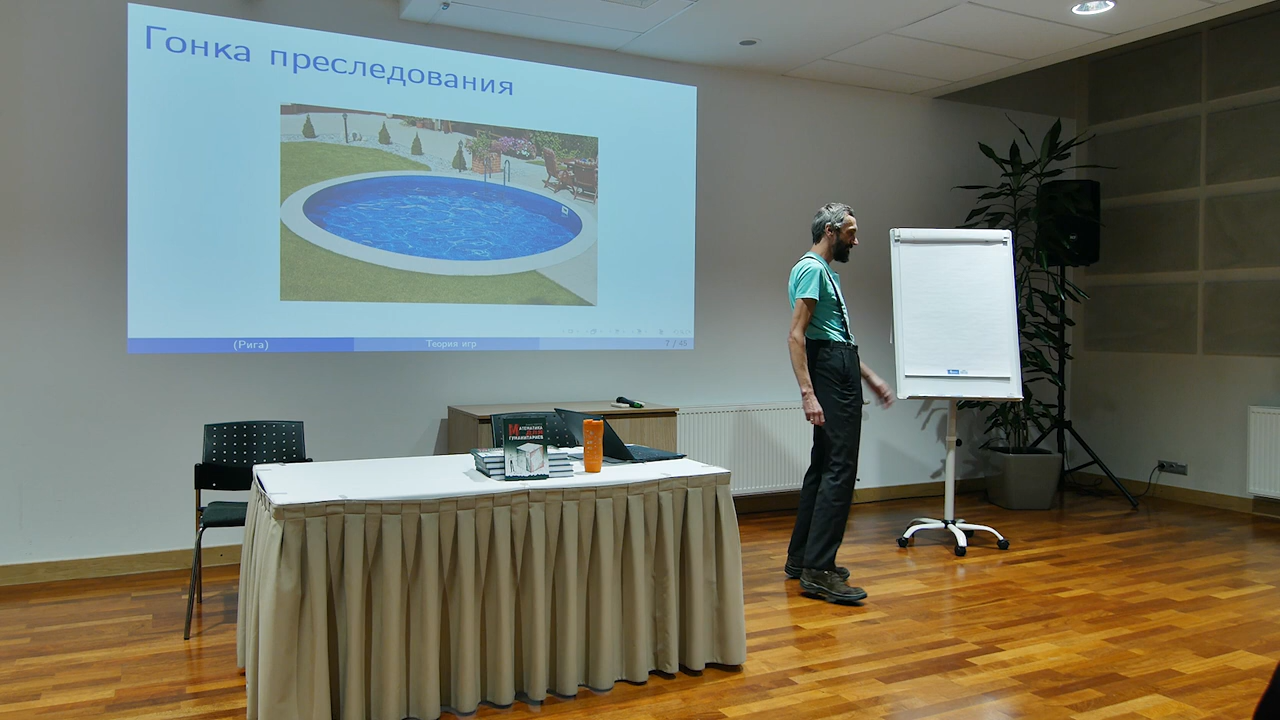 Гонка преследования
(Рига)
Теория игр
7 / 45
Математика
для
гуманитариев